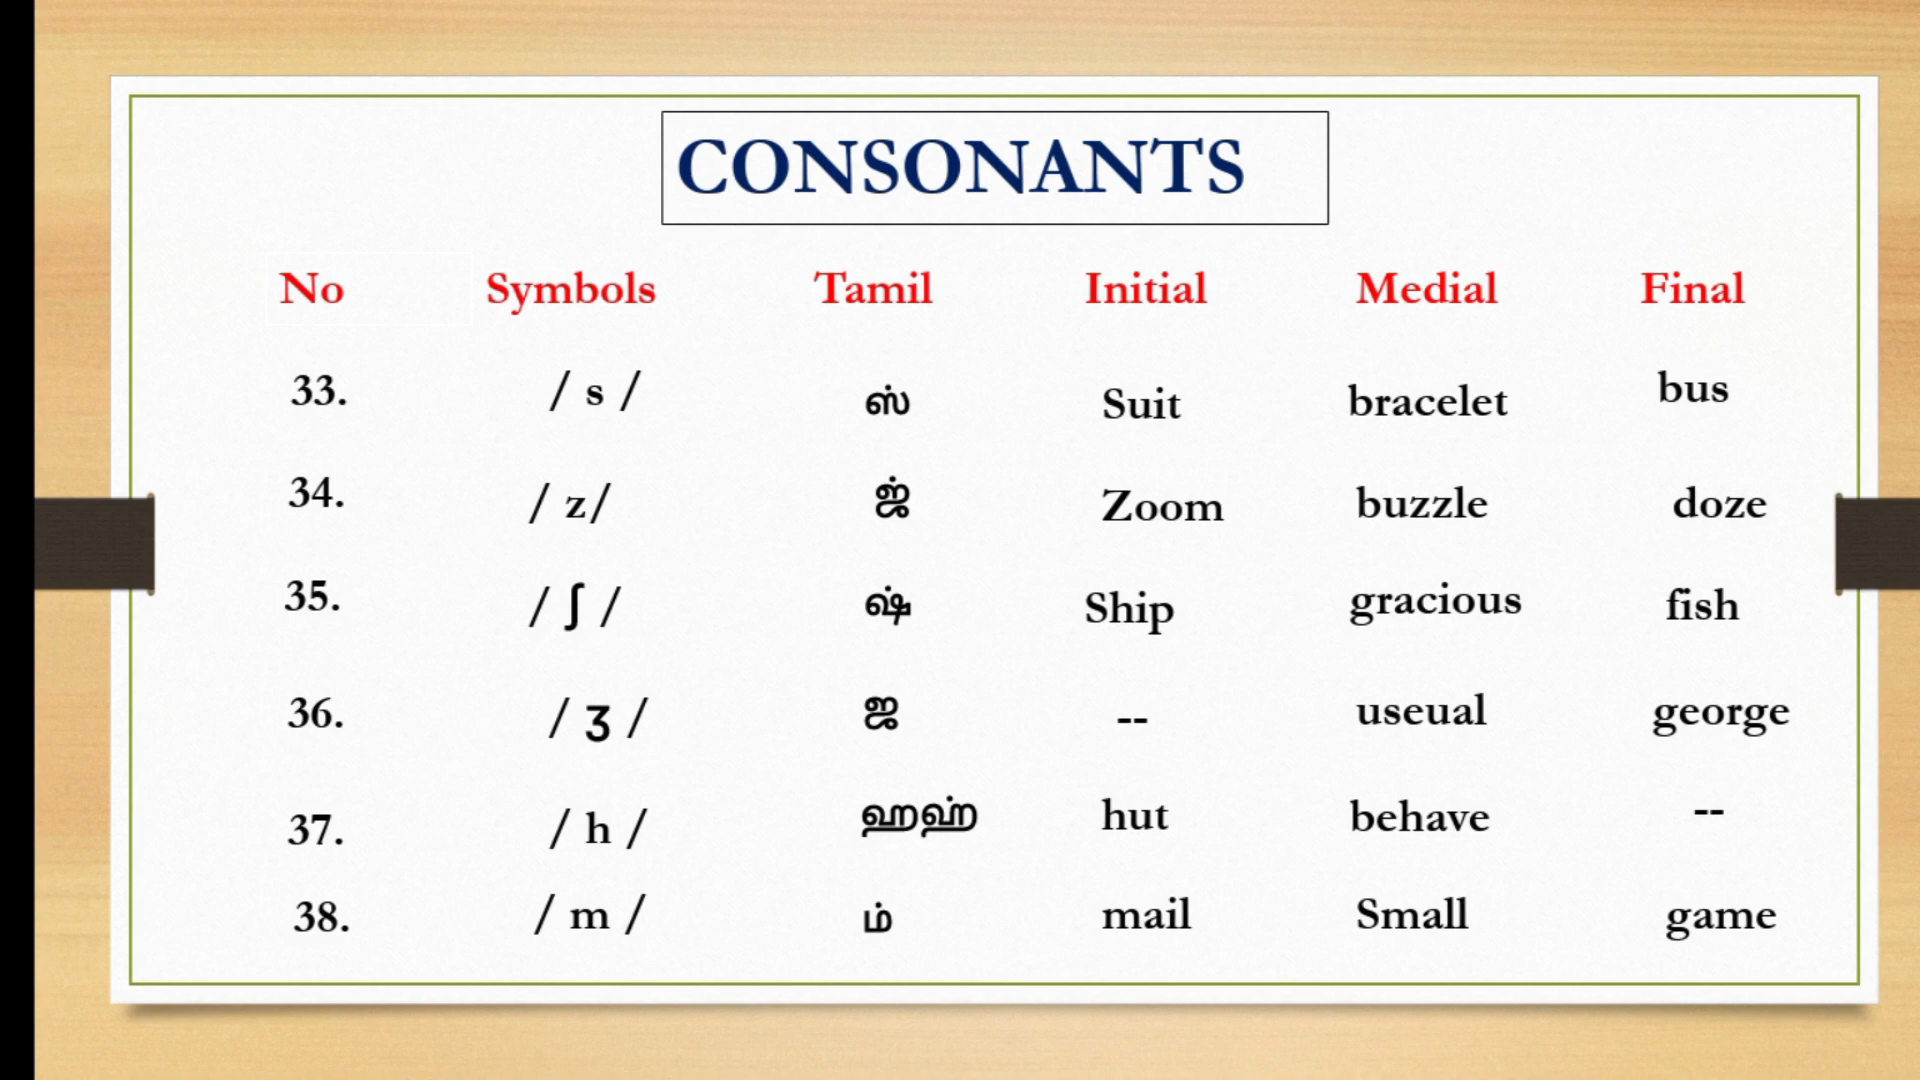 CONSONANTS
No Symbols Tamil Initial Medial Final
33. / s / ஸ் Suit bracelet bus
34. / z/ ஜ் Zoom buzzle doze
35. / ʃ / ஷ் Ship gracious fish
36. / ʒ / ஜ -- useual george
37. / h / ஹஹ் hut behave --
38. / m / ம் mail Small game